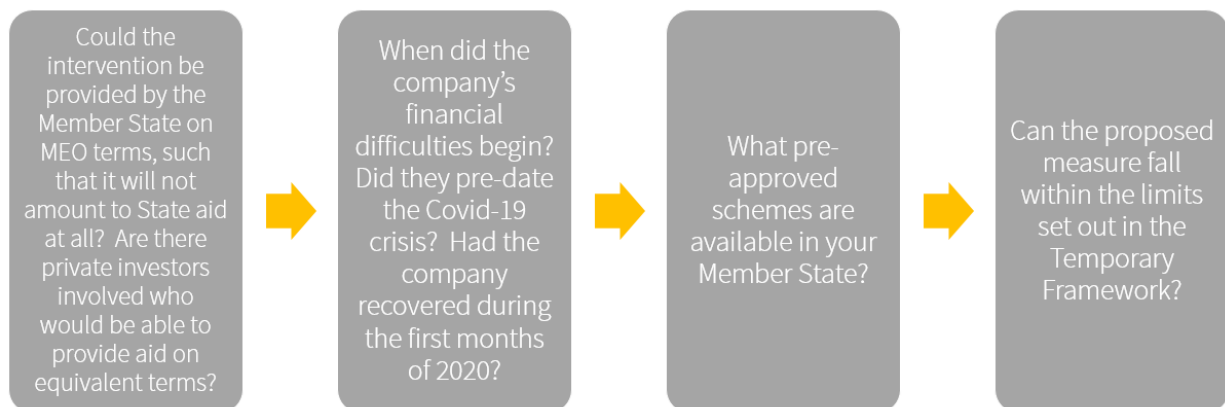 Could the
intervention be
provided by the
Member State on
MEO terms, such
that it will not
amount to State aid
at all?  Are there
private investors
involved who
would be able to
provide aid on
equivalent terms?
When did the
company’s
financial
difficulties begin?
Did they pre-date
the Covid-19
crisis?  Had the
company
recovered during
the first months
of 2020?
What pre-
approved
schemes are
available in your
Member State?
Can the proposed
measure fall
within the limits
set out in the
Temporary
Framework?